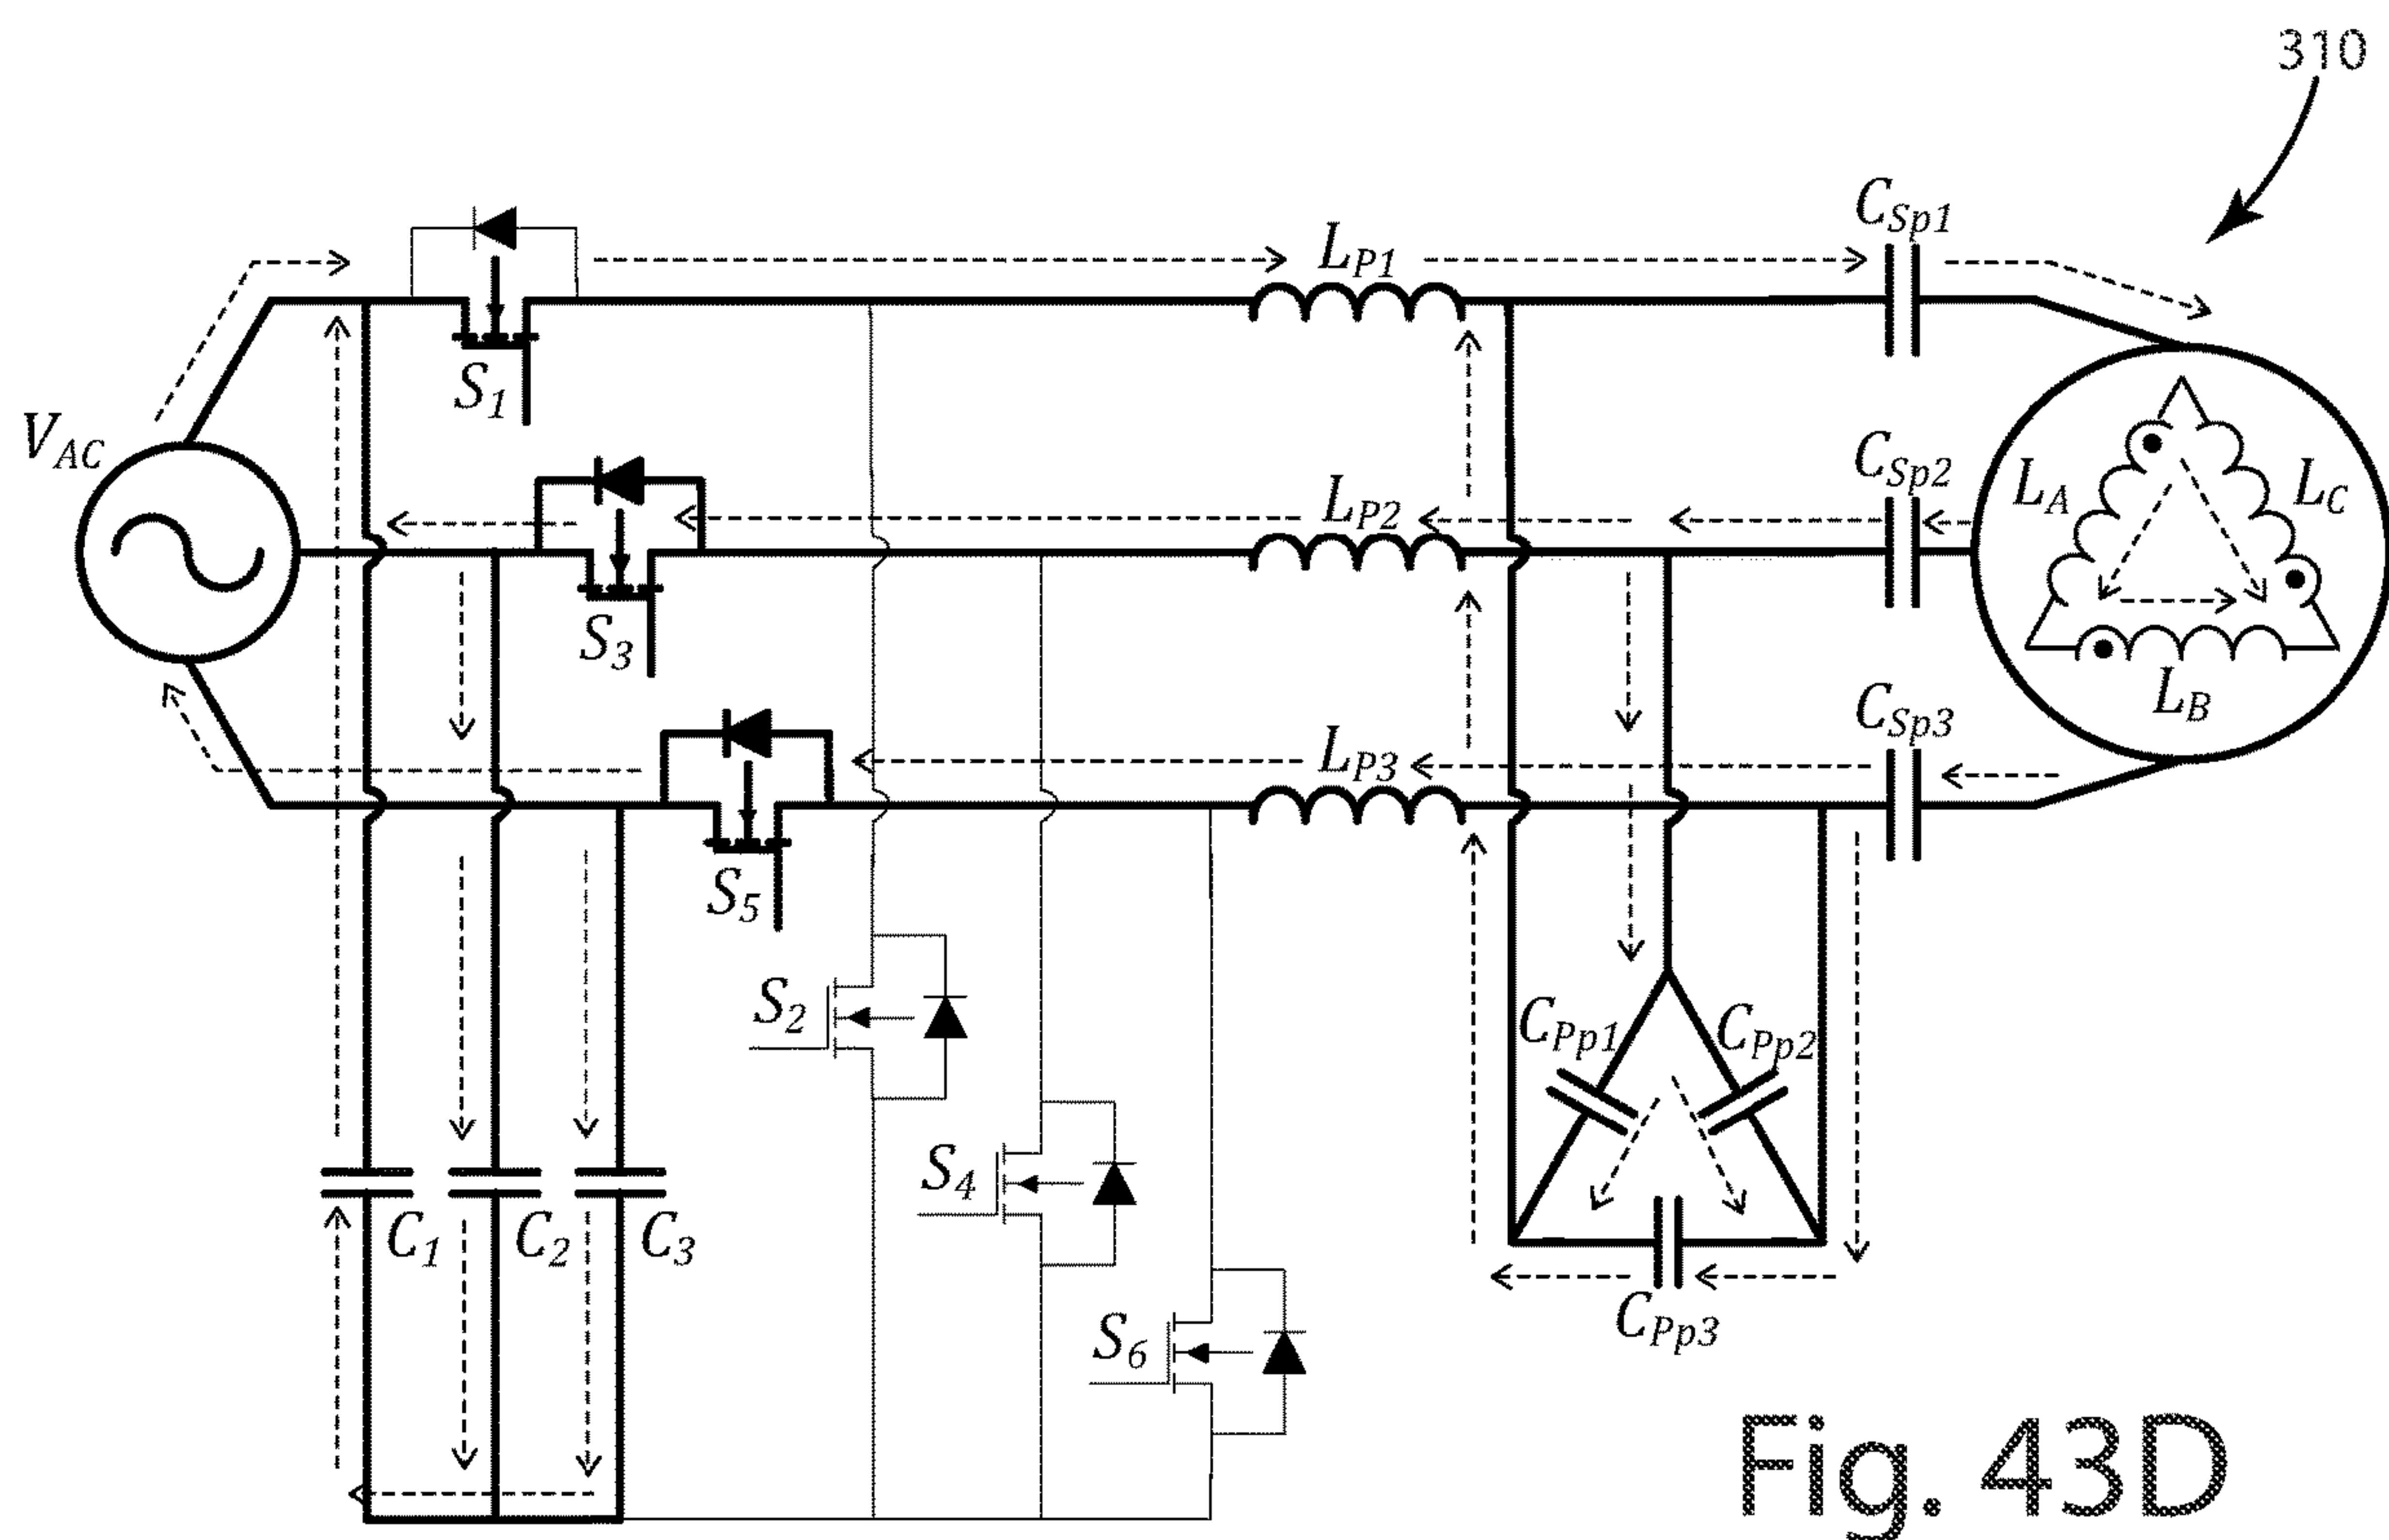 310
V_AC
S_1
L_P1
C_Sp1
S_3
L_P2
C_Sp2
L_A
L_C
L_B
S_5
L_P3
C_Sp3
S_2
C_Pp1
C_Pp2
S_4
C_1
C_2
C_3
S_6
C_Pp3
Fig. 43D